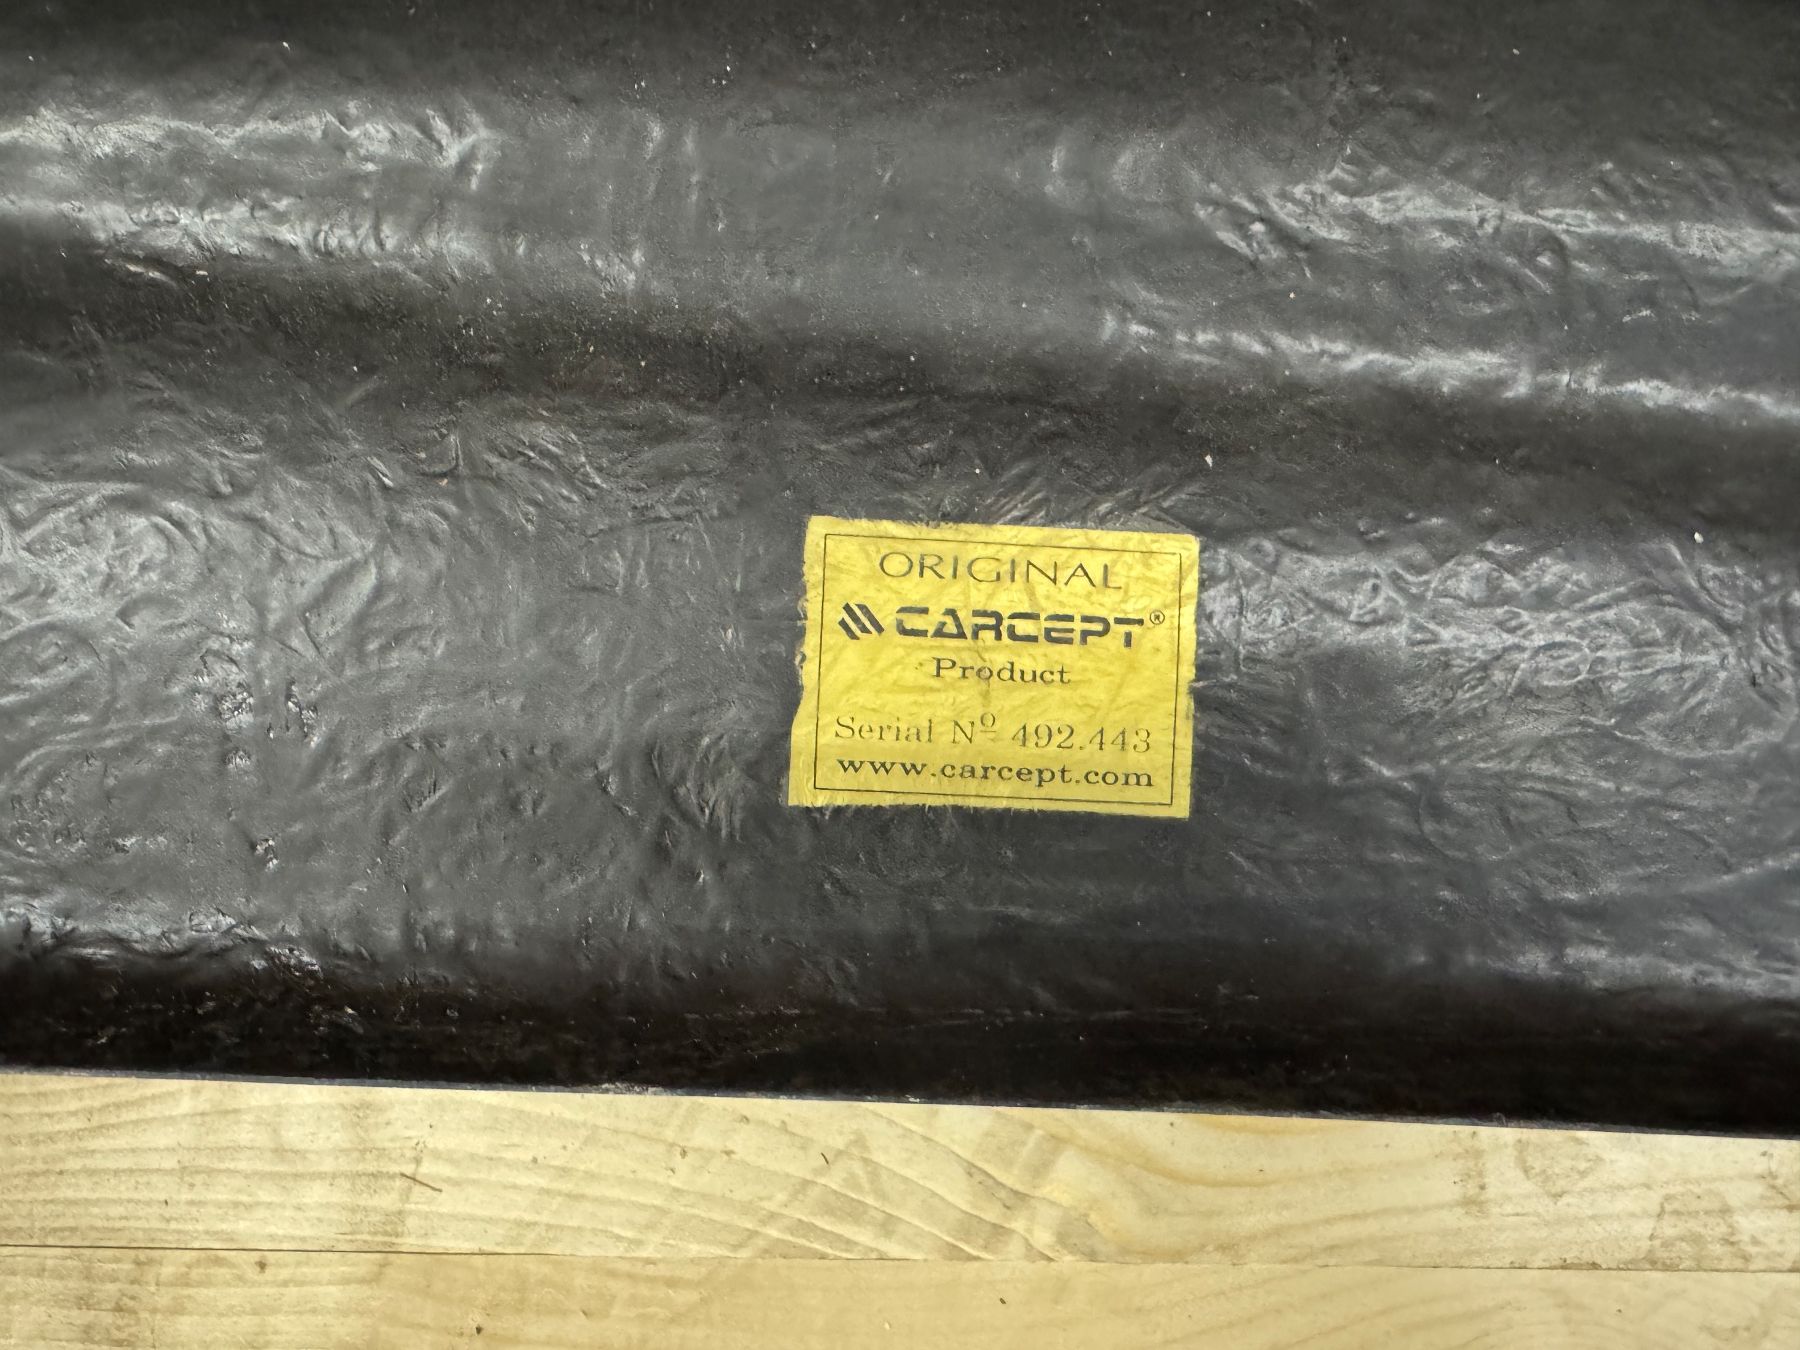 ORIGINAL
CARCEPT®
Product
Serial Nº 492.443
www.carcept.com